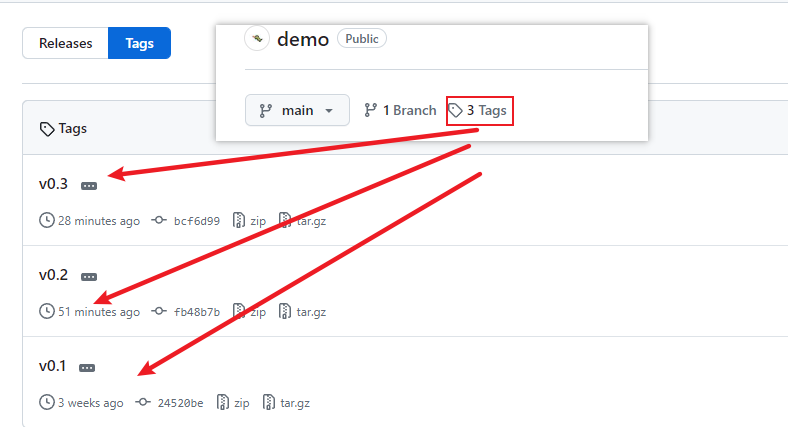 Releases
Tags
demo
Public
main
1 Branch
3 Tags
Tags
v0.3
28 minutes ago
bcf6d99
zip
tar.gz
v0.2
51 minutes ago
fb48b7b
zip
tar.gz
v0.1
3 weeks ago
24520be
zip
tar.gz